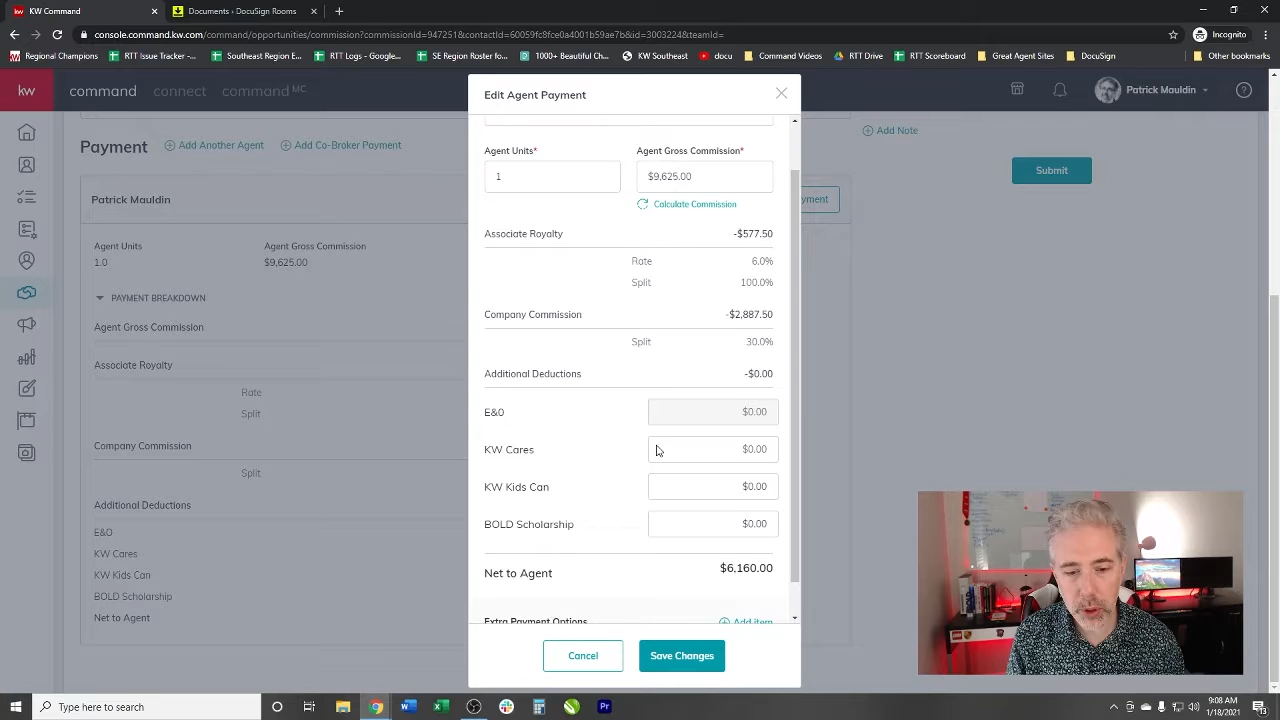 KW Command
Documents › DocuSign Rooms
console.command.kw.com/command/opportunities/commission?commissionId=947251&contactId=60059fc8fca4001b59ae7b&id=3003224&teamId=
Incognito
Regional Champions
RTT Issue Tracker -...
Southeast Region E...
RTT Logs - Google...
SE Region Roster fo...
1000+ Beautiful Ch...
KW Southeast
docu
Command Videos
RTT Drive
RTT Scoreboard
Great Agent Sites
DocuSign
Other bookmarks
kw
command
connect
command MC
Patrick Mauldin
Edit Agent Payment
Payment
Add Another Agent
Add Co-Broker Payment
Add Note
Submit
Patrick Mauldin
yment
Agent Units
Agent Gross Commission
1.0
$9,625.00
PAYMENT BREAKDOWN
Agent Gross Commission
Associate Royalty
Rate
Split
Company Commission
Split
Additional Deductions
E&O
KW Cares
KW Kids Can
BOLD Scholarship
Net to Agent
Agent Units*
Agent Gross Commission*
1
$9,625.00
Calculate Commission
Associate Royalty
-$577.50
Rate
6.0%
Split
100.0%
Company Commission
-$2,887.50
Split
30.0%
Additional Deductions
-$0.00
E&O
$0.00
KW Cares
$0.00
KW Kids Can
$0.00
BOLD Scholarship
$0.00
Net to Agent
$6,160.00
Extra Payment Options
Add item
Cancel
Save Changes
Type here to search
9:08 AM
1/18/2021